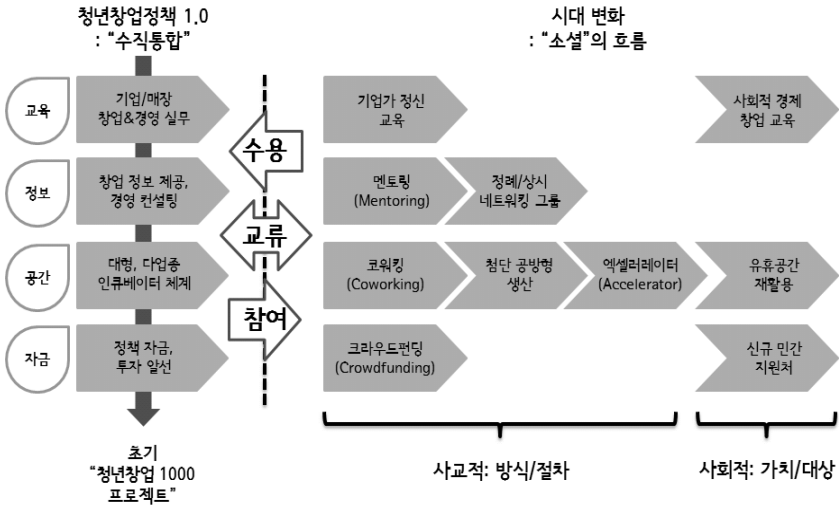 청년창업정책 1.0
: “수직통합”
시대 변화
: “소셜”의 흐름
교육
기업/매장
창업&경영 실무
기업가 정신
교육
사회적 경제
창업 교육
수용
정보
창업 정보 제공,
경영 컨설팅
멘토링
(Mentoring)
정례/상시
네트워킹 그룹
교류
공간
대형, 다업종
인큐베이터 체계
코워킹
(Coworking)
첨단 공방형
생산
엑셀러레이터
(Accelerator)
유휴공간
재활용
참여
자금
정책 자금,
투자 알선
크라우드펀딩
(Crowdfunding)
신규 민간
지원처
초기
“청년창업 1000
프로젝트”
사교적: 방식/절차
사회적: 가치/대상